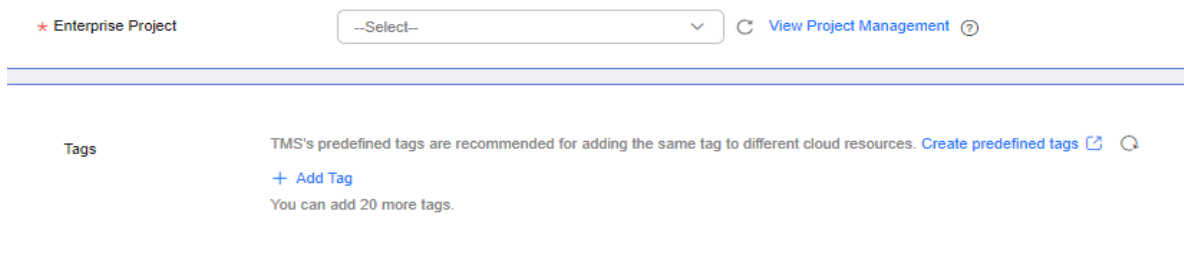 * Enterprise Project --Select-- View Project Management ?
Tags TMS's predefined tags are recommended for adding the same tag to different cloud resources. Create predefined tags
+ Add Tag
You can add 20 more tags.